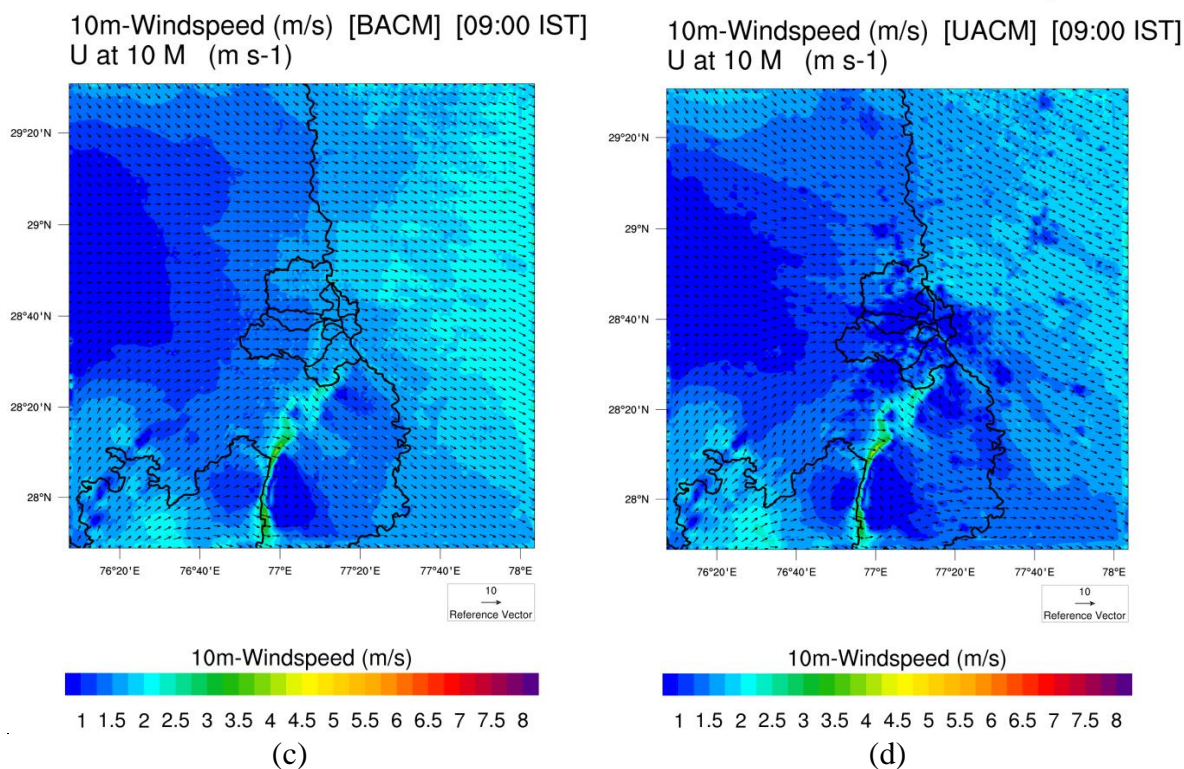 10m-Windspeed (m/s) [BACM] [09:00 IST]
U at 10 M (m s-1)
29°20'N
29°N
28°40'N
28°20'N
28°N
76°20'E 76°40'E 77°E 77°20'E 77°40'E 78°E
10
Reference Vector
10m-Windspeed (m/s)
1 1.5 2 2.5 3 3.5 4 4.5 5 5.5 6 6.5 7 7.5 8
(c)
10m-Windspeed (m/s) [UACM] [09:00 IST]
U at 10 M (m s-1)
29°20'N
29°N
28°40'N
28°20'N
28°N
76°20'E 76°40'E 77°E 77°20'E 77°40'E 78°E
10
Reference Vector
10m-Windspeed (m/s)
1 1.5 2 2.5 3 3.5 4 4.5 5 5.5 6 6.5 7 7.5 8
(d)